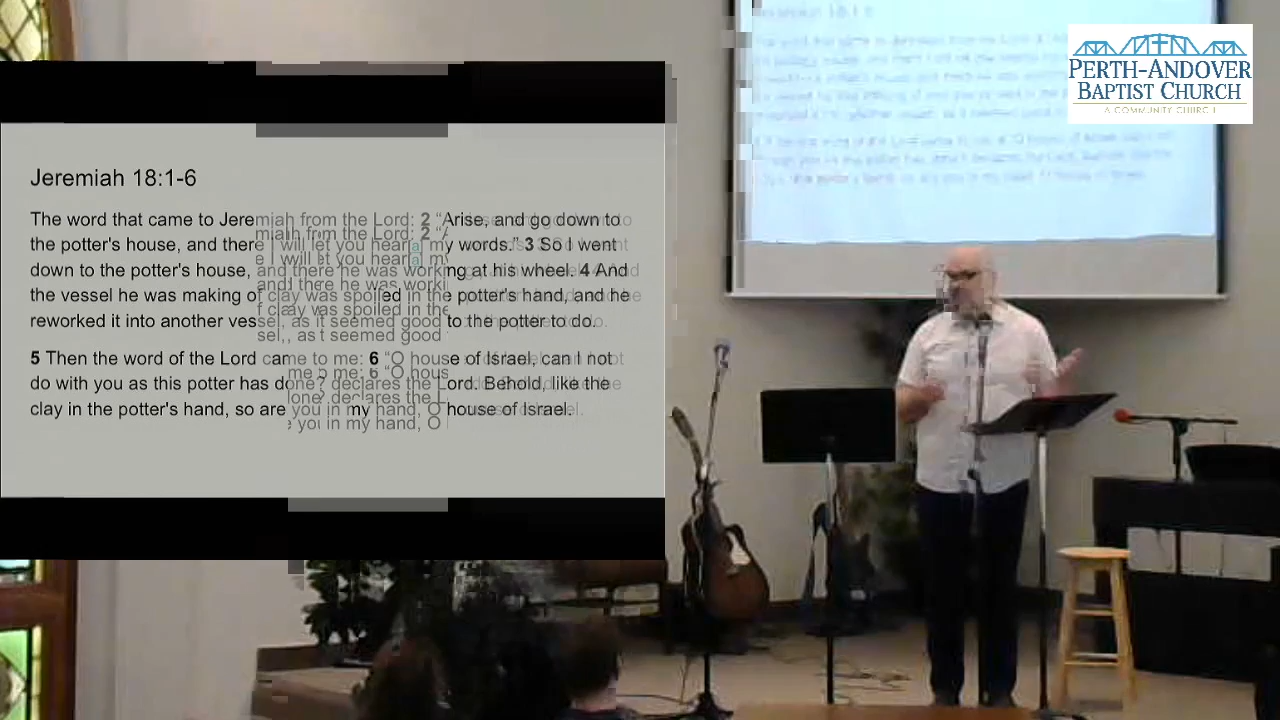 Jeremiah 18:1-6
The word that came to Jeremiah from the Lord: 2 “Arise, and go down to
the potter's house, and there I will let you hear[a] my words.” 3 So I went
down to the potter's house, and there he was working at his wheel. 4 And
the vessel he was making of clay was spoiled in the potter's hand, and he
reworked it into another vessel, as it seemed good to the potter to do.
5 Then the word of the Lord came to me: 6 “O house of Israel, can I not
do with you as this potter has done? declares the Lord. Behold, like the
clay in the potter's hand, so are you in my hand, O house of Israel.
PERTH-ANDOVER
BAPTIST CHURCH
A COMMUNITY CHURCH